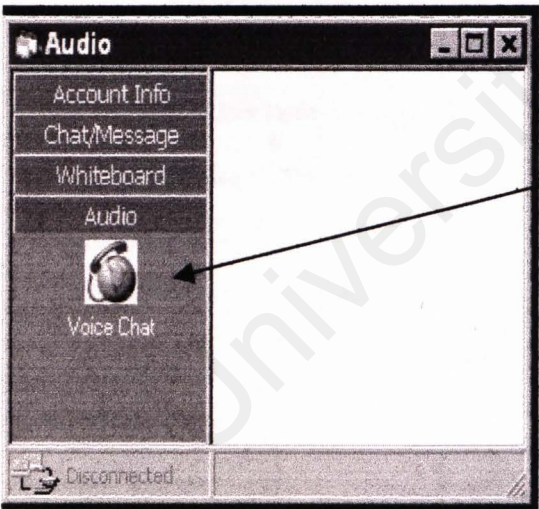 Audio
Account Info
Chat/Message
Whiteboard
Audio
Voice Chat
Disconnected